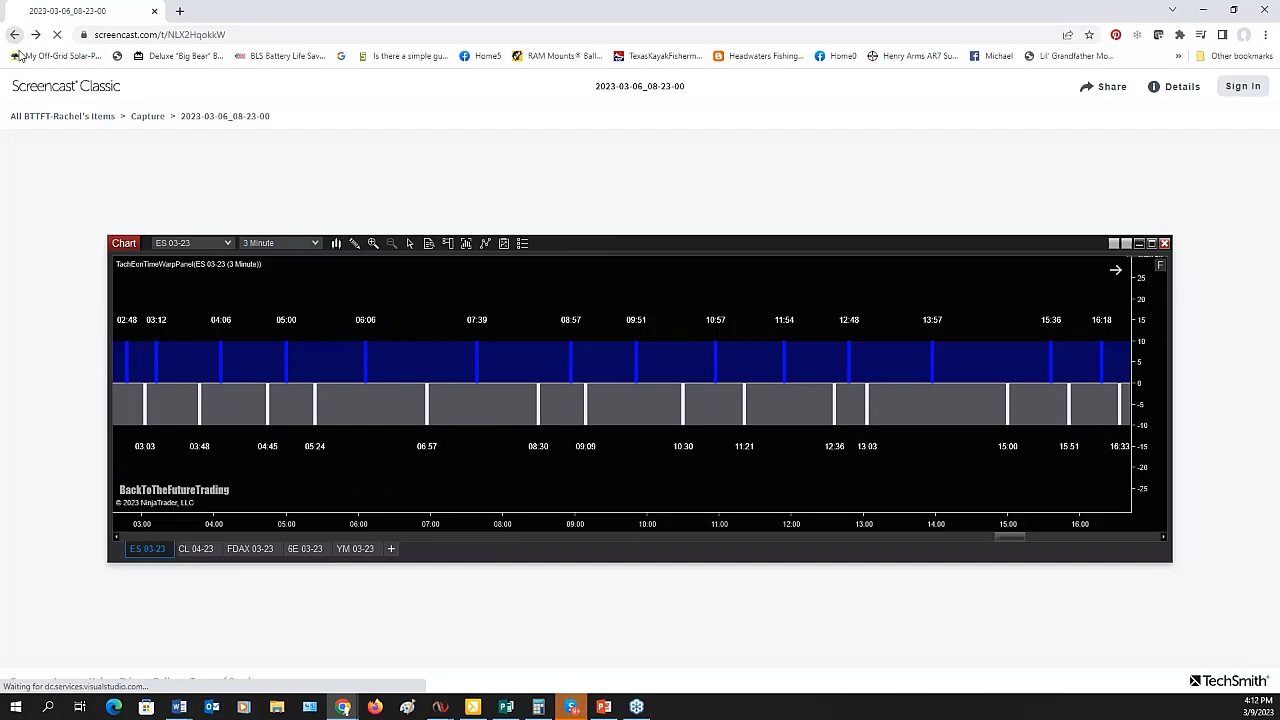 2023-03-06_08-23-00
screencast.com/t/NLX2HqokkW
My Off-Grid Solar-P...
Deluxe "Big Bear" B...
BLS Battery Life Sav...
Is there a simple gu...
Home5
RAM Mounts® Ball...
TexasKayakFisherm...
Headwaters Fishing...
Home0
Henry Arms AR7 Su...
Michael
Lil' Grandfather Mo...
»
Other bookmarks
Screencast Classic
2023-03-06_08-23-00
Share
Details
Sign In
All BTTFT-Rachel's Items > Capture > 2023-03-06_08-23-00
Chart ES 03-23 3 Minute
TachEonTimeWarpPanel(ES 03-23 (3 Minute))
F
25
20
15
10
5
0
-5
-10
-15
-20
-25
02:48 03:12 04:06 05:00 06:06 07:39 08:57 09:51 10:57 11:54 12:48 13:57 15:36 16:18
03:03 03:48 04:45 05:24 06:57 08:30 09:09 10:30 11:21 12:36 13:03 15:00 15:51 16:33
BackToTheFutureTrading
© 2023 NinjaTrader, LLC
03:00 04:00 05:00 06:00 07:00 08:00 09:00 10:00 11:00 12:00 13:00 14:00 15:00 16:00
ES 03-23 CL 04-23 FDAX 03-23 6E 03-23 YM 03-23 +
Waiting for dc.services.visualstudio.com...
TechSmith
4:12 PM
3/9/2023